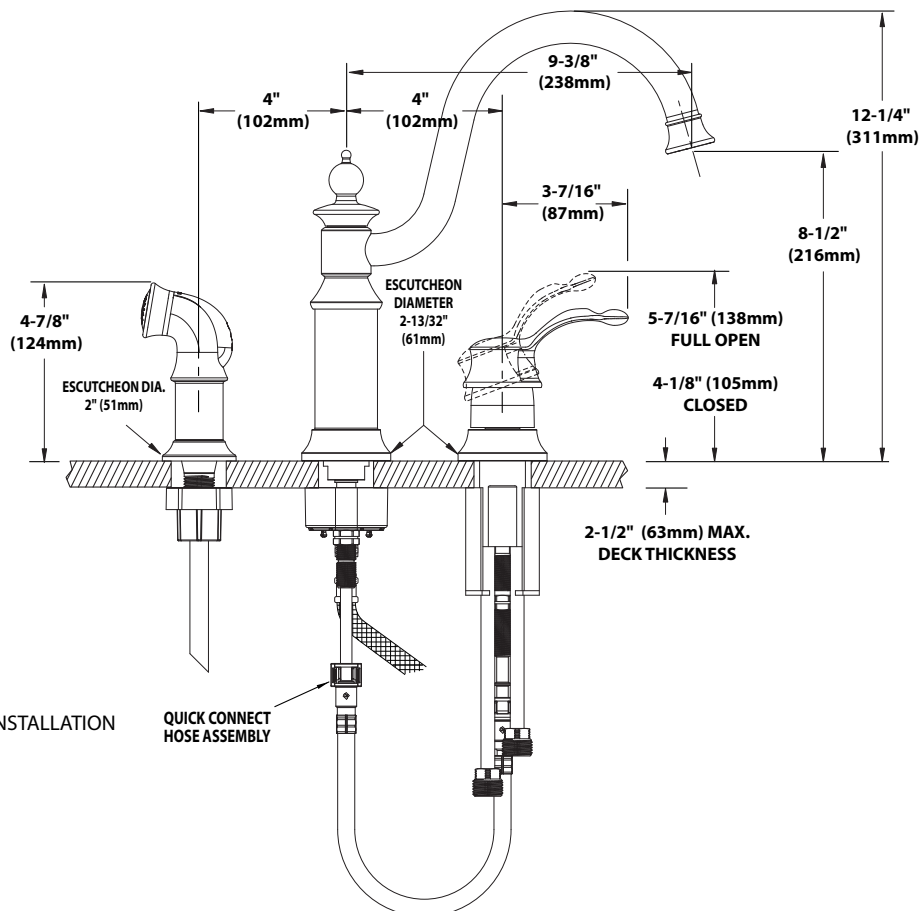 9-3/8"
(238mm)
4"
(102mm)
4"
(102mm)
12-1/4"
(311mm)
3-7/16"
(87mm)
8-1/2"
(216mm)
ESCUTCHEON
DIAMETER
2-13/32"
(61mm)
4-7/8"
(124mm)
5-7/16" (138mm)
FULL OPEN
ESCUTCHEON DIA.
2" (51mm)
4-1/8" (105mm)
CLOSED
2-1/2" (63mm) MAX.
DECK THICKNESS
NSTALLATION
QUICK CONNECT
HOSE ASSEMBLY